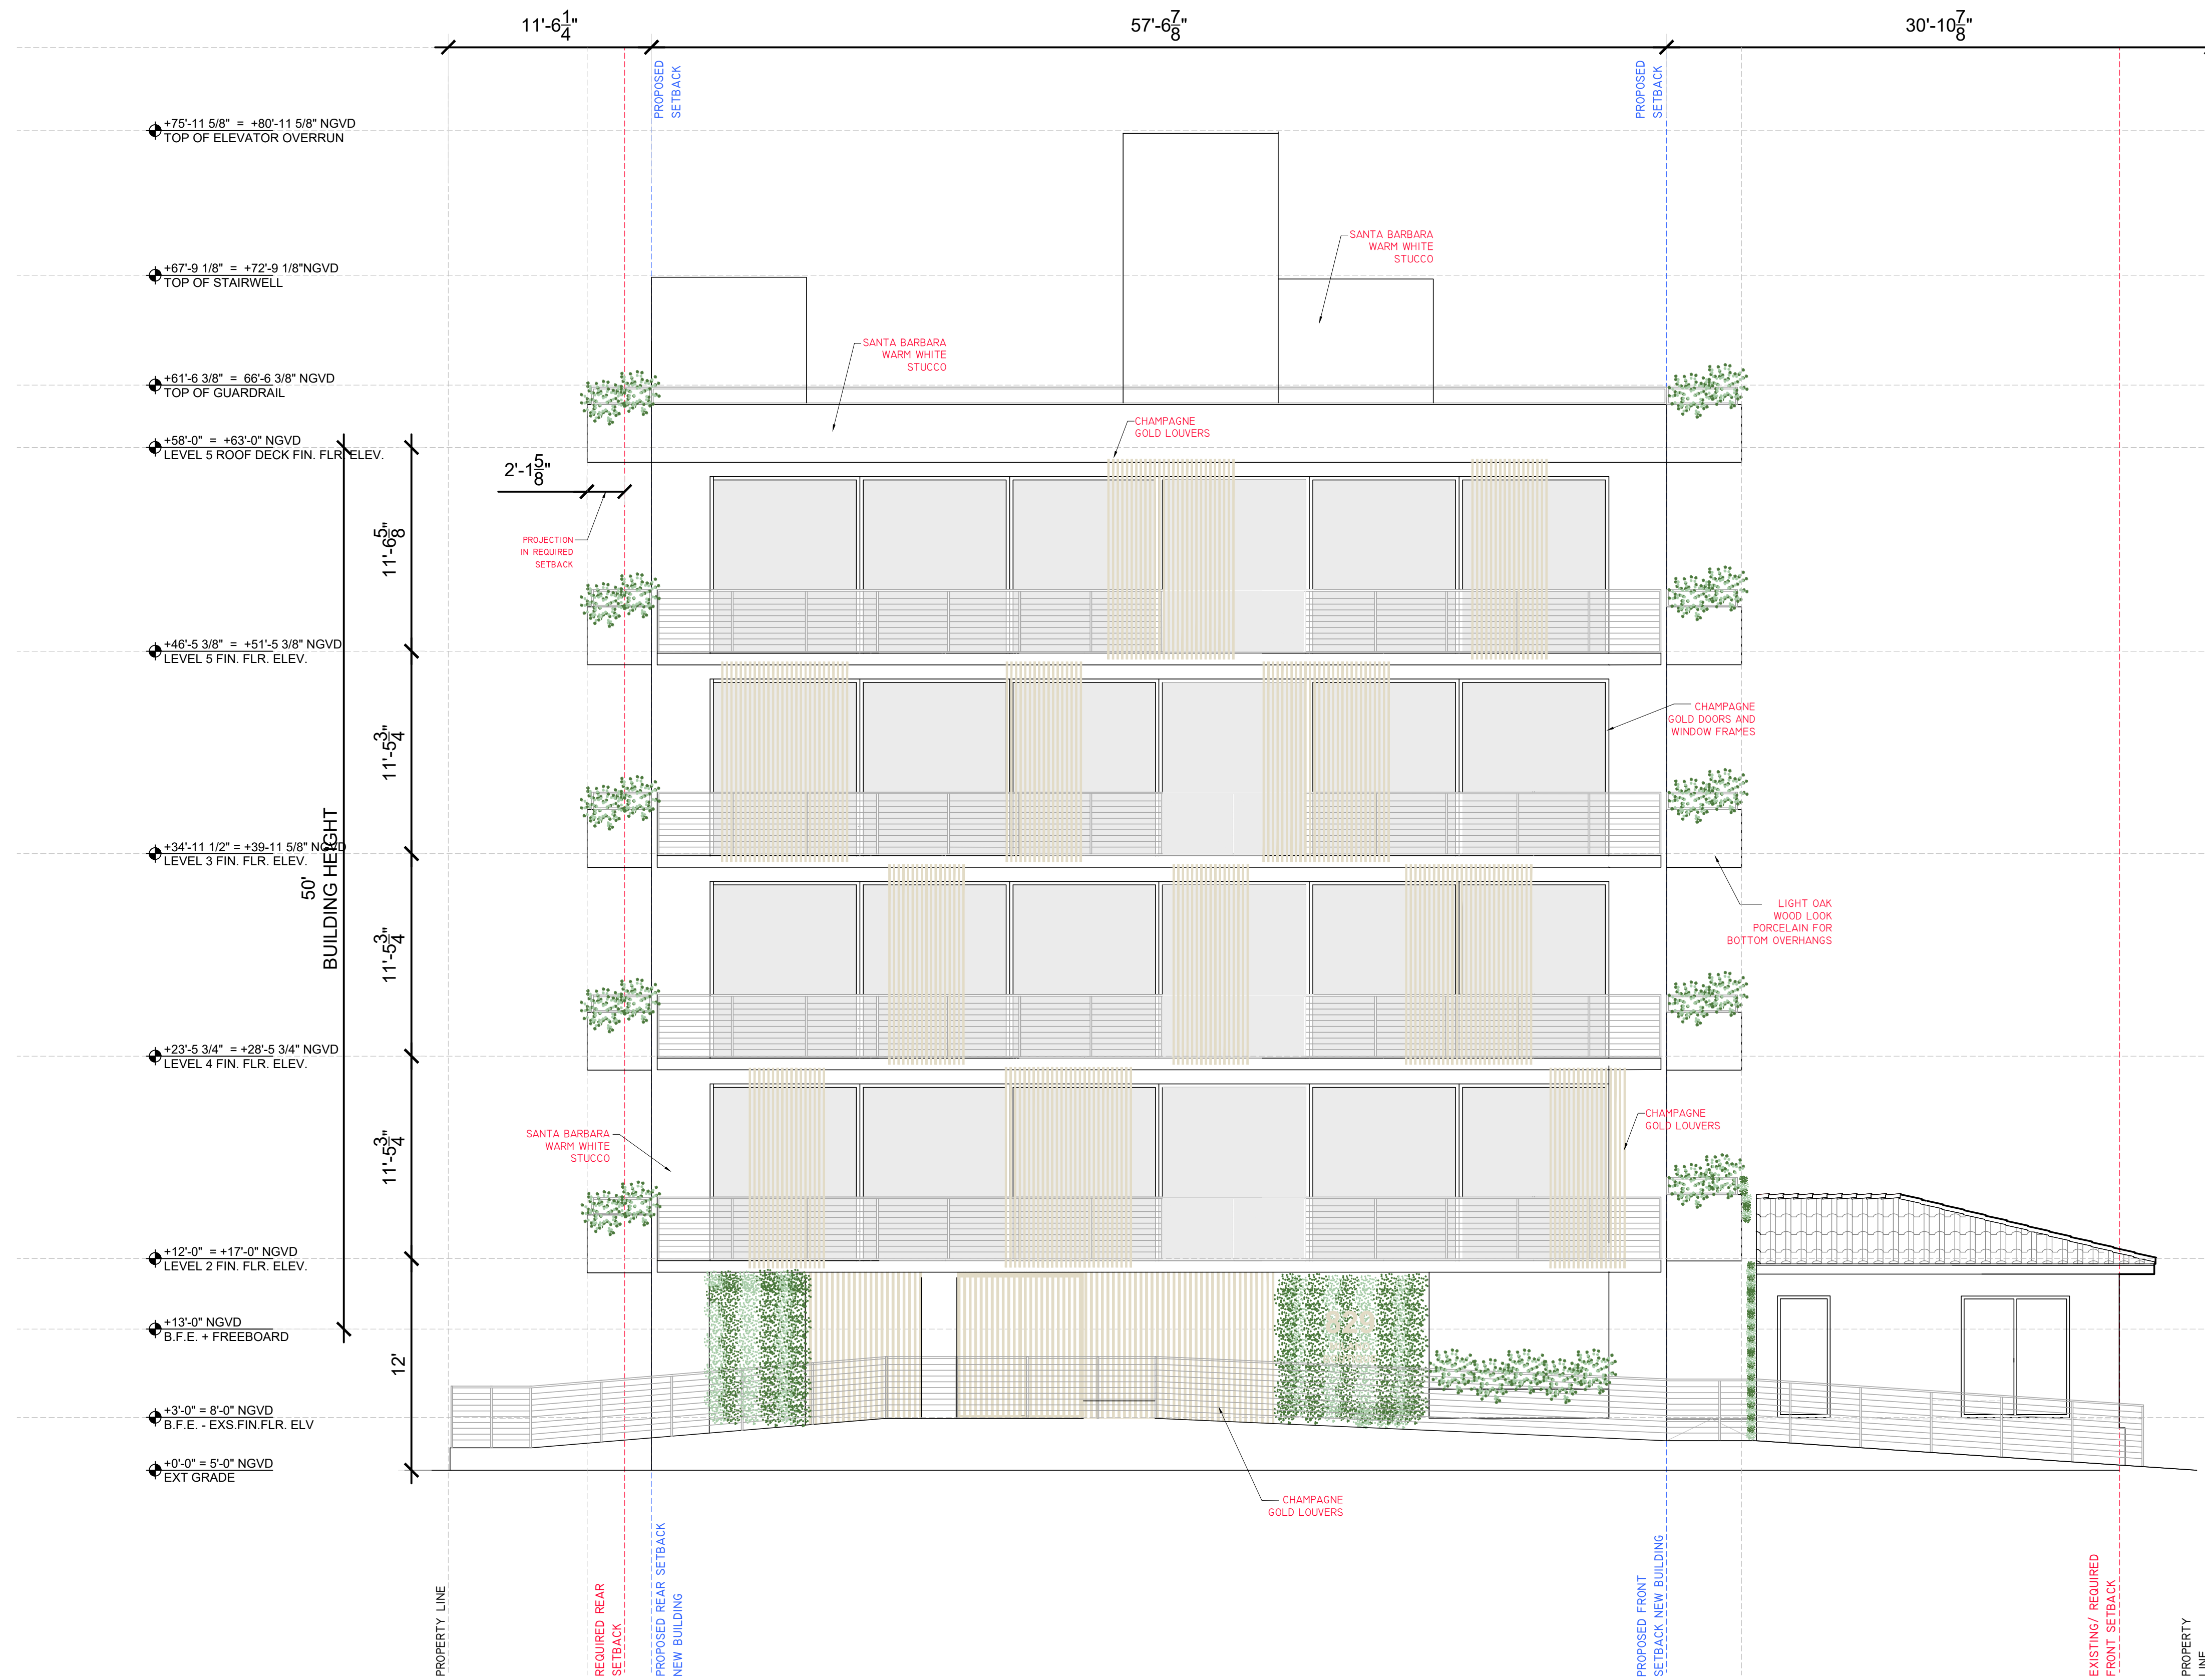 11'-6 1/4"
57'-6 7/8"
30'-10 7/8"
PROPOSED
SETBACK
PROPOSED
SETBACK
+75'-11 5/8" = +80'-11 5/8" NGVD
TOP OF ELEVATOR OVERRUN
SANTA BARBARA
WARM WHITE
STUCCO
+67'-9 1/8" = +72'-9 1/8"NGVD
TOP OF STAIRWELL
SANTA BARBARA
WARM WHITE
STUCCO
+61'-6 3/8" = 66'-6 3/8" NGVD
TOP OF GUARDRAIL
CHAMPAGNE
GOLD LOUVERS
+58'-0" = +63'-0" NGVD
LEVEL 5 ROOF DECK FIN. FLR. ELEV.
2'-1 5/8"
PROJECTION
IN REQUIRED
SETBACK
11'-6 5/8"
+46'-5 3/8" = +51'-5 3/8" NGVD
LEVEL 5 FIN. FLR. ELEV.
CHAMPAGNE
GOLD DOORS AND
WINDOW FRAMES
11'-5 3/4"
+34'-11 1/2" = +39-11 5/8" NGVD
LEVEL 3 FIN. FLR. ELEV.
50'
BUILDING HEIGHT
LIGHT OAK
WOOD LOOK
PORCELAIN FOR
BOTTOM OVERHANGS
11'-5 3/4"
+23'-5 3/4" = +28'-5 3/4" NGVD
LEVEL 4 FIN. FLR. ELEV.
CHAMPAGNE
GOLD LOUVERS
SANTA BARBARA
WARM WHITE
STUCCO
11'-5 3/4"
+12'-0" = +17'-0" NGVD
LEVEL 2 FIN. FLR. ELEV.
+13'-0" NGVD
B.F.E. + FREEBOARD
12'
+3'-0" = 8'-0" NGVD
B.F.E. - EXS.FIN.FLR. ELV
+0'-0" = 5'-0" NGVD
EXT GRADE
CHAMPAGNE
GOLD LOUVERS
PROPERTY LINE
REQUIRED REAR
SETBACK
PROPOSED REAR SETBACK
NEW BUILDING
PROPOSED FRONT
SETBACK NEW BUILDING
EXISTING/ REQUIRED
FRONT SETBACK
PROPERTY
LINE